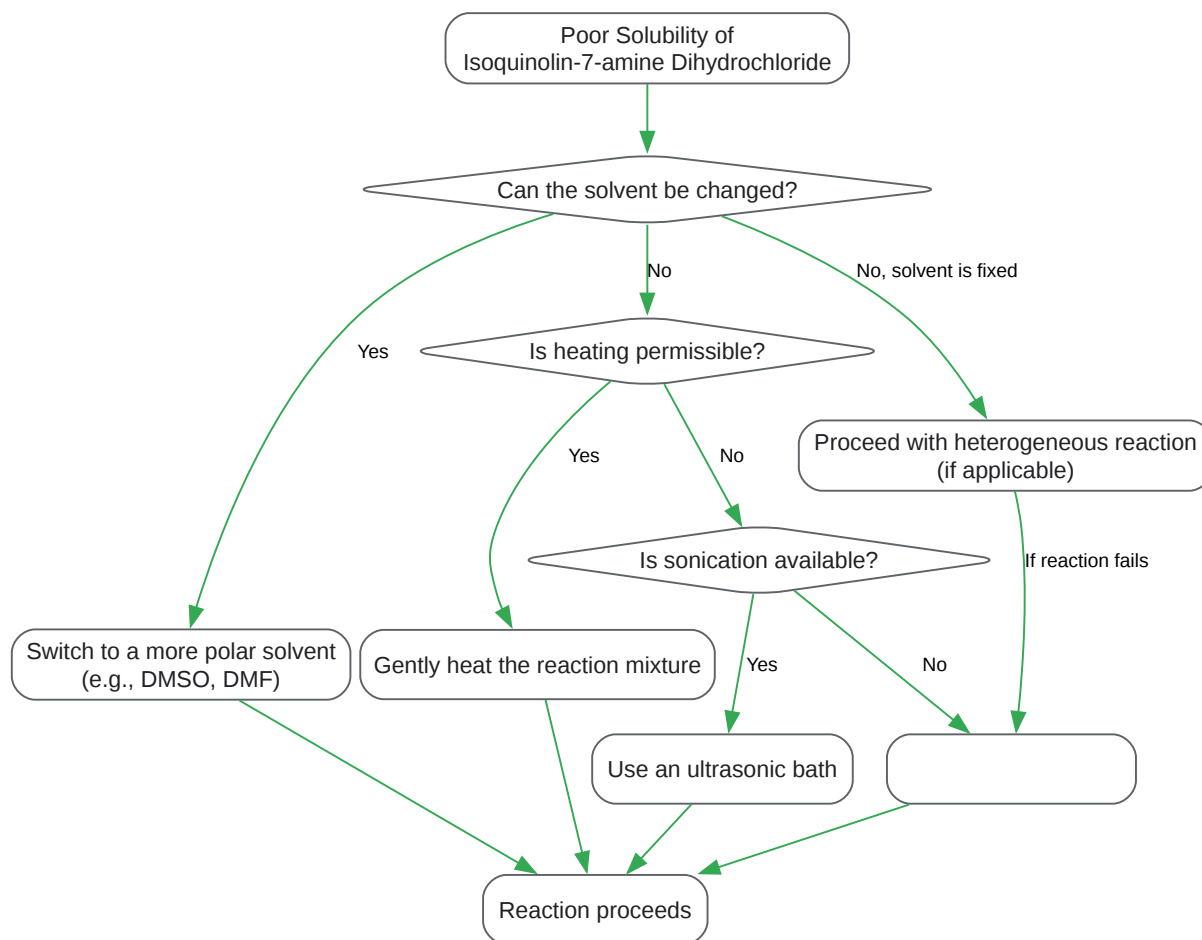 Poor Solubility of
Isoquinolin-7-amine Dihydrochloride
Can the solvent be changed?
No
No, solvent is fixed
Yes
Is heating permissible?
Proceed with heterogeneous reaction
(if applicable)
Yes
No
Is sonication available?
If reaction fails
Switch to a more polar solvent
(e.g., DMSO, DMF)
Gently heat the reaction mixture
Yes
No
Use an ultrasonic bath
Reaction proceeds